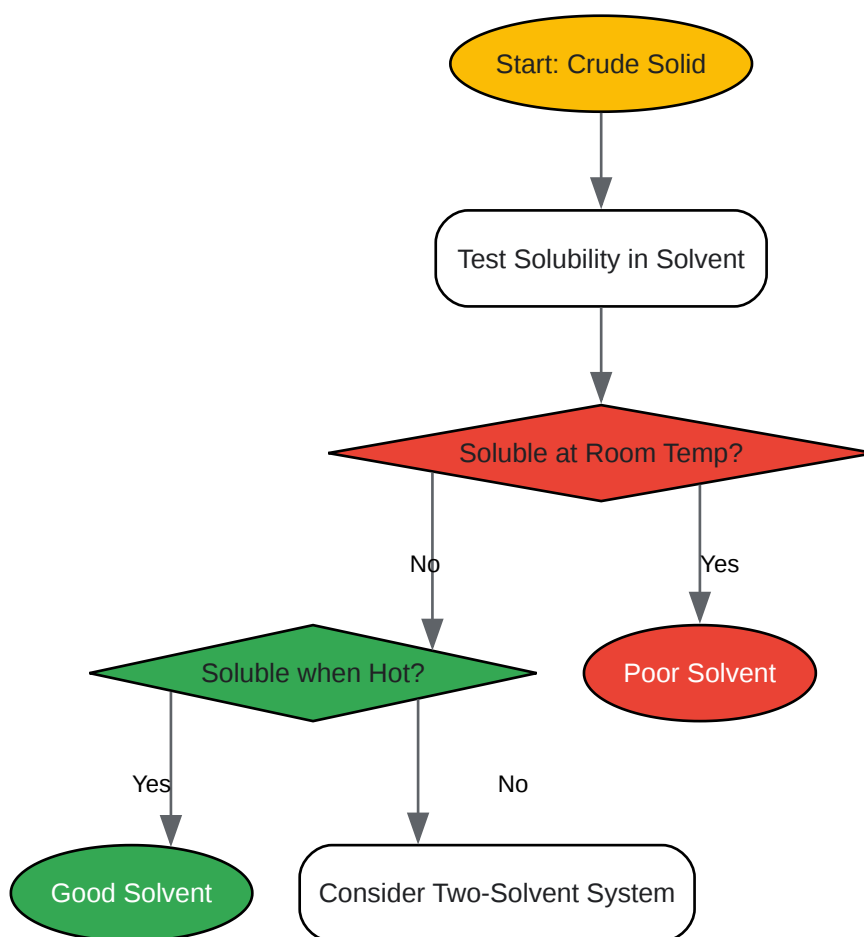 Start: Crude Solid
Test Solubility in Solvent
Soluble at Room Temp?
No
Yes
Soluble when Hot?
Poor Solvent
Yes
No
Good Solvent
Consider Two-Solvent System